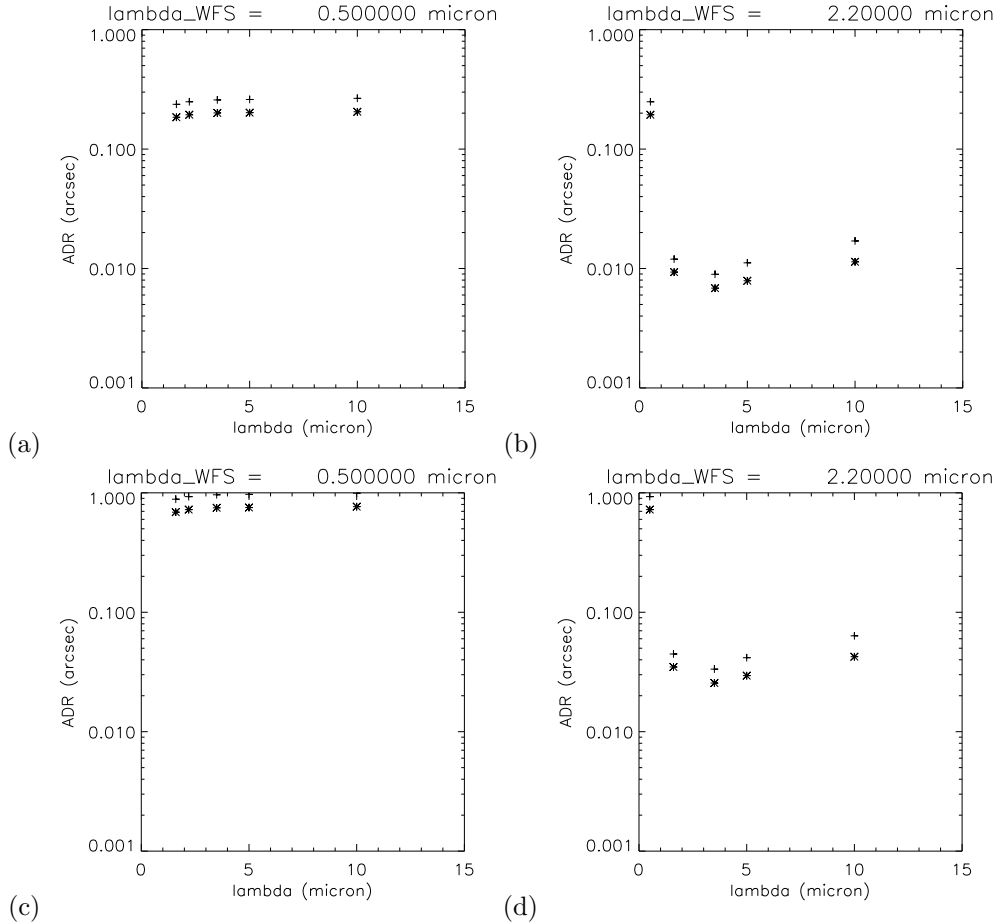 lambda_WFS = 0.500000 micron
1.000
0.100
0.010
0.001
ADR (arcsec)
0 5 10 15
lambda (micron)
(a)
lambda_WFS = 2.20000 micron
1.000
0.100
0.010
0.001
ADR (arcsec)
0 5 10 15
lambda (micron)
(b)
lambda_WFS = 0.500000 micron
1.000
0.100
0.010
0.001
ADR (arcsec)
0 5 10 15
lambda (micron)
(c)
lambda_WFS = 2.20000 micron
1.000
0.100
0.010
0.001
ADR (arcsec)
0 5 10 15
lambda (micron)
(d)